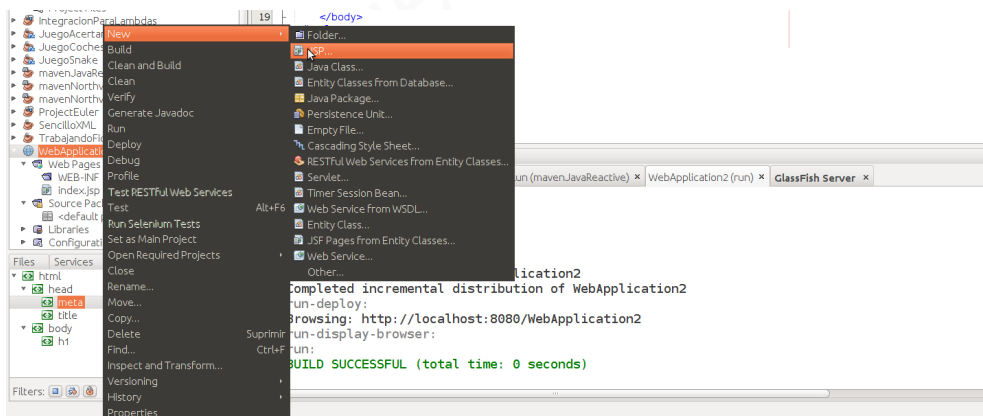 Project Files
19
</body>
IntegracionParaLambdas
JuegoAcertar
JuegoCoches
JuegoSnake
mavenJavaRe
mavenNorthv
mavenNorthv
ProjectEuler
SencilloXML
TrabajandoFi
WebApplicatio
Web Pages
WEB-INF
index.jsp
Source Pac
<default p
Libraries
Configurati
New
Build
Clean and Build
Clean
Verify
Generate Javadoc
Run
Deploy
Debug
Profile
Test RESTful Web Services
Test Alt+F6
Run Selenium Tests
Set as Main Project
Open Required Projects
Close
Rename...
Move...
Copy...
Delete Suprimir
Find... Ctrl+F
Inspect and Transform...
Versioning
History
Properties
Folder...
JSP...
Java Class...
Entity Classes from Database...
Java Package...
Persistence Unit...
Empty File...
Cascading Style Sheet...
RESTful Web Services from Entity Classes...
Servlet...
Timer Session Bean...
Web Service from WSDL...
Entity Class...
JSF Pages from Entity Classes...
Web Service...
Other...
un (mavenJavaReactive) × WebApplication2 (run) × GlassFish Server ×
Files Services
html
head
meta
title
body
h1
Filters:
lication2
Completed incremental distribution of WebApplication2
run-deploy:
Browsing: http://localhost:8080/WebApplication2
run-display-browser:
run:
BUILD SUCCESSFUL (total time: 0 seconds)